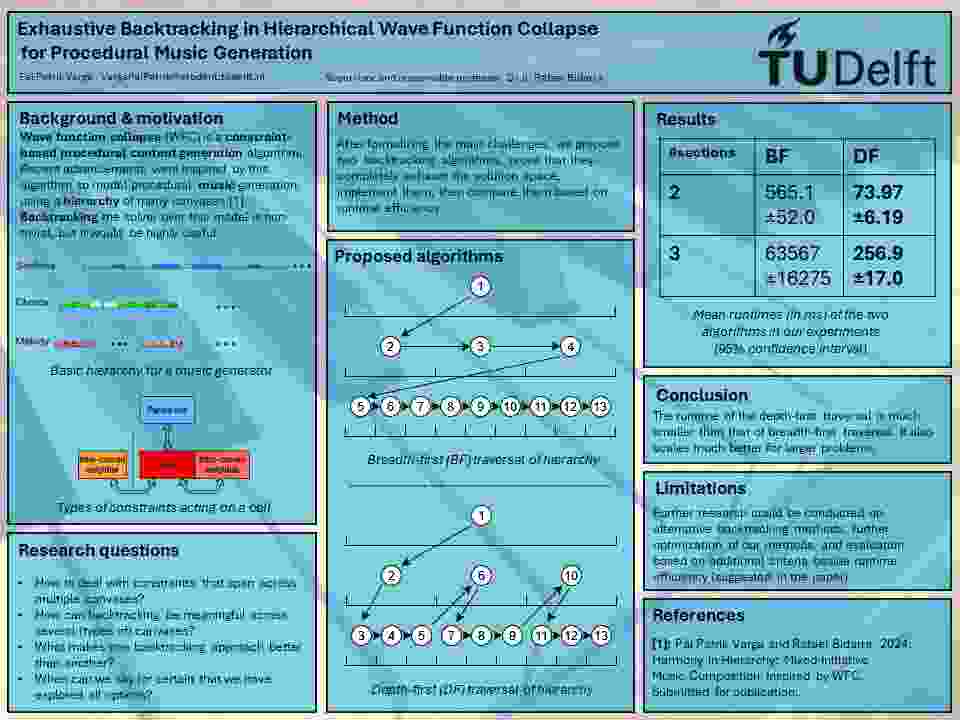 Exhaustive Backtracking in Hierarchical Wave Function Collapse
for Procedural Music Generation
Supervisor and responsible professor: Dr. ir. Rafael Bidarra
TUDelft
Background & motivation
Wave function collapse (WFC) is a constraint-
based procedural content generation algorithm.
Recent advancements were inspired by this
algorithm to model procedural music generation
using a hierarchy of many canvases [1].
Backtracking the solver over this model is non-
trivial, but it would be highly useful.
Chords
Melody
Basic hierarchy for a music generator
Types of constraints acting on a cell
Research questions
• How to deal with constraints that span across
multiple canvases?
• How can backtracking be meaningful across
several (types of) canvases?
• What makes one backtracking approach better
than another?
• When can we say for certain that we have
explored all options?
Method
After formalizing the main challenges, we propose
two backtracking algorithms, prove that they
completely exhaust the solution space,
implement them, then compare them based on
runtime efficiency.
Proposed algorithms
1
2 3 4
5 6 7 8 9 10 11 12 13
Breadth-first (BF) traversal of hierarchy
1
2 6 10
3 4 5 7 8 9 11 12 13
Depth-first (DF) traversal of hierarchy
Results
#sections BF DF
2 565.1 73.97
±52.0 ±6.19
3 63567 256.9
±16275 ±17.0
Mean runtimes (in ms) of the two
algorithms in our experiments
(95% confidence interval)
Conclusion
The runtime of the depth-first traversal is much
smaller than that of breadth-first traversal. It also
scales much better for larger problems.
Limitations
Further research could be conducted on
alternative backtracking methods, further
optimization of our methods, and evaluation
based on additional criteria beside runtime
efficiency (suggested in the paper).
References
[1]: Pál Patrik Varga and Rafael Bidarra. 2024.
Harmony in Hierarchy: Mixed-Initiative
Music Composition Inspired by WFC.
Submitted for publication.